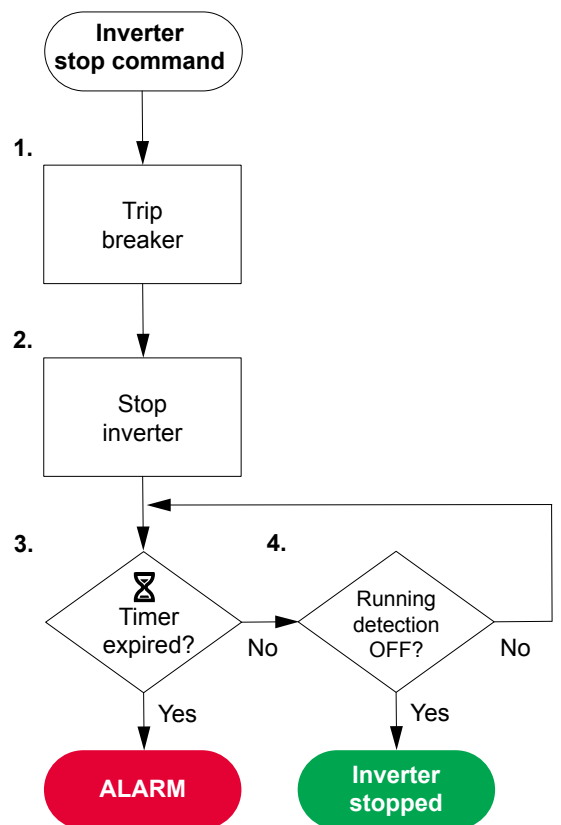 Inverter
stop command
1.
Trip
breaker
2.
Stop
inverter
3.
Timer
expired?
No
Yes
ALARM
4.
Running
detection
OFF?
No
Yes
Inverter
stopped